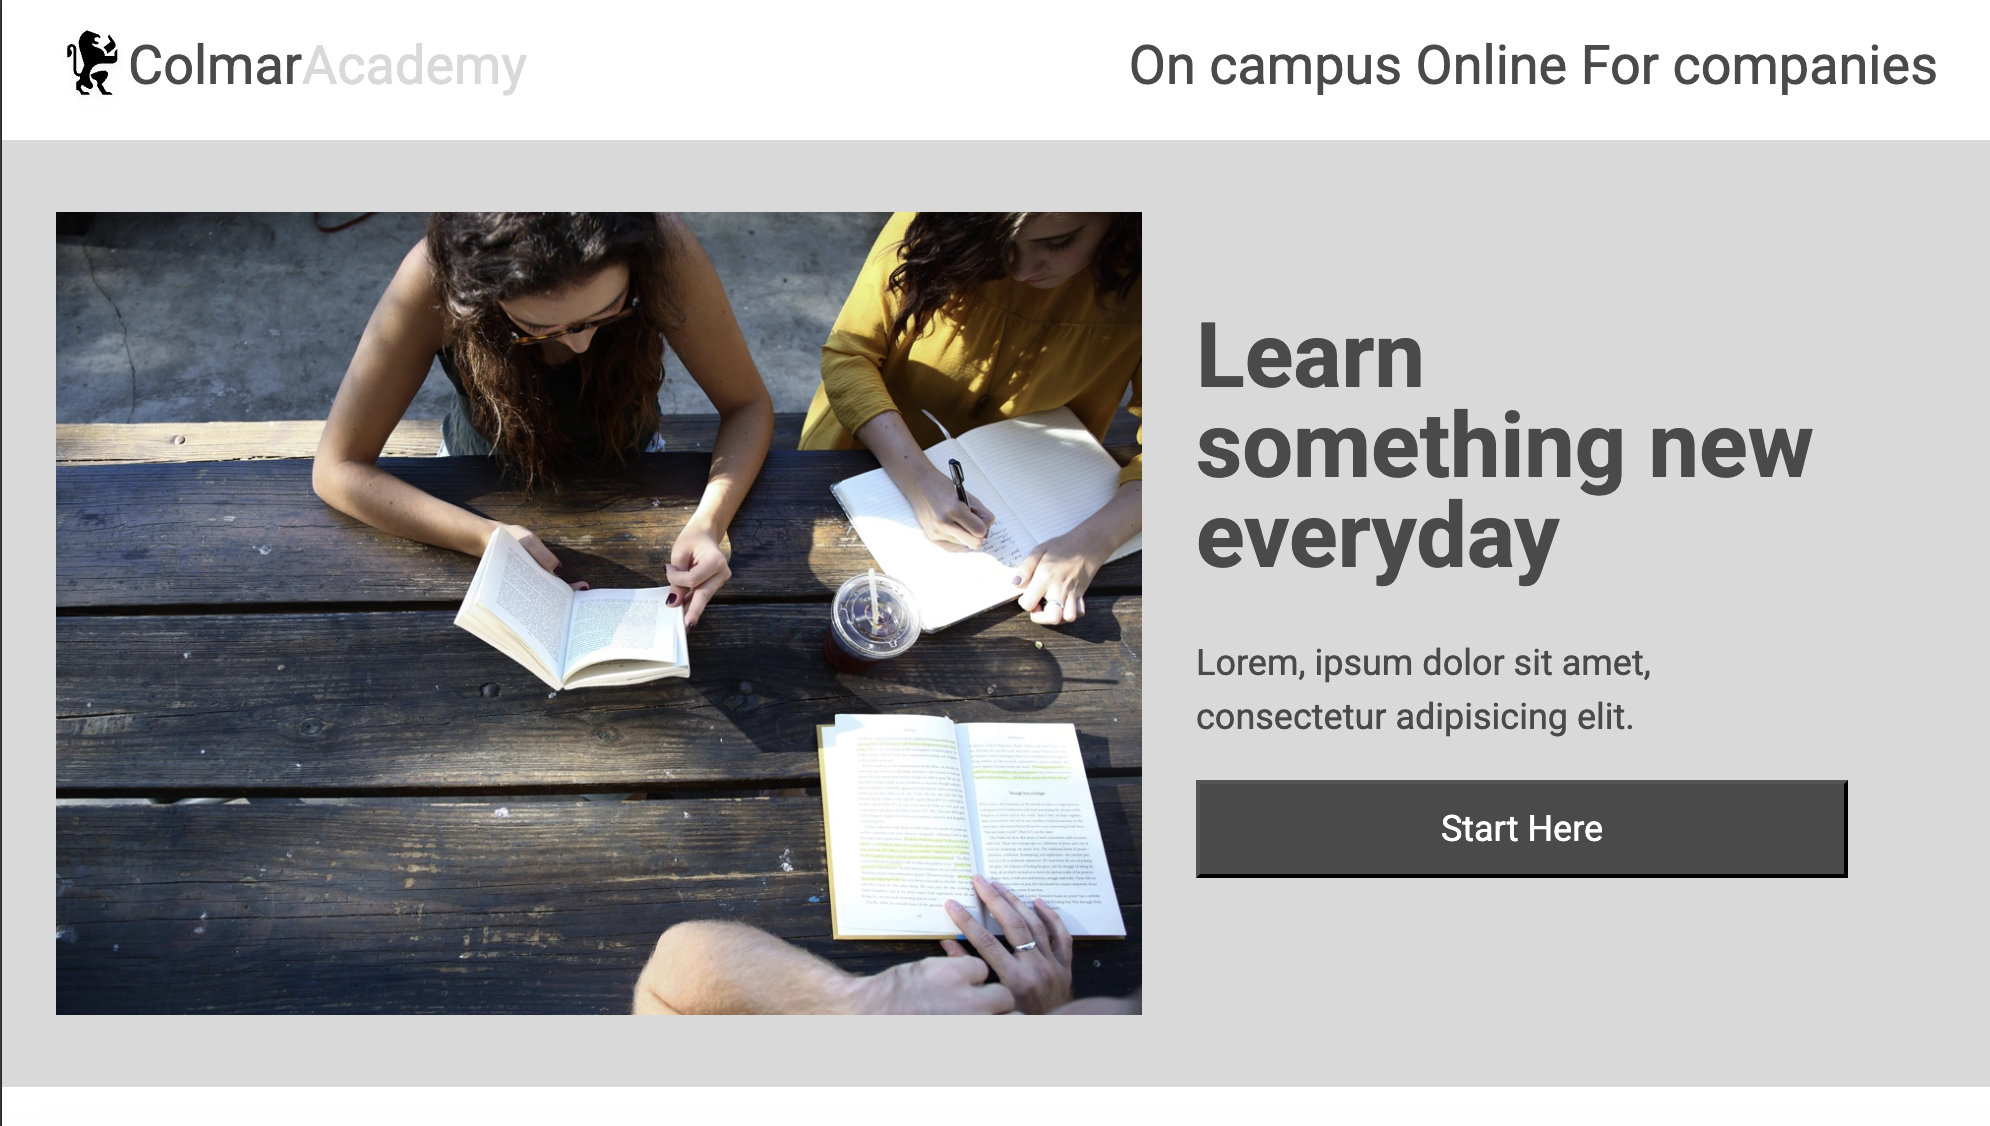 ColmarAcademy
On campus Online For companies
Learn
something new
everyday
Lorem, ipsum dolor sit amet,
consectetur adipisicing elit.
Start Here